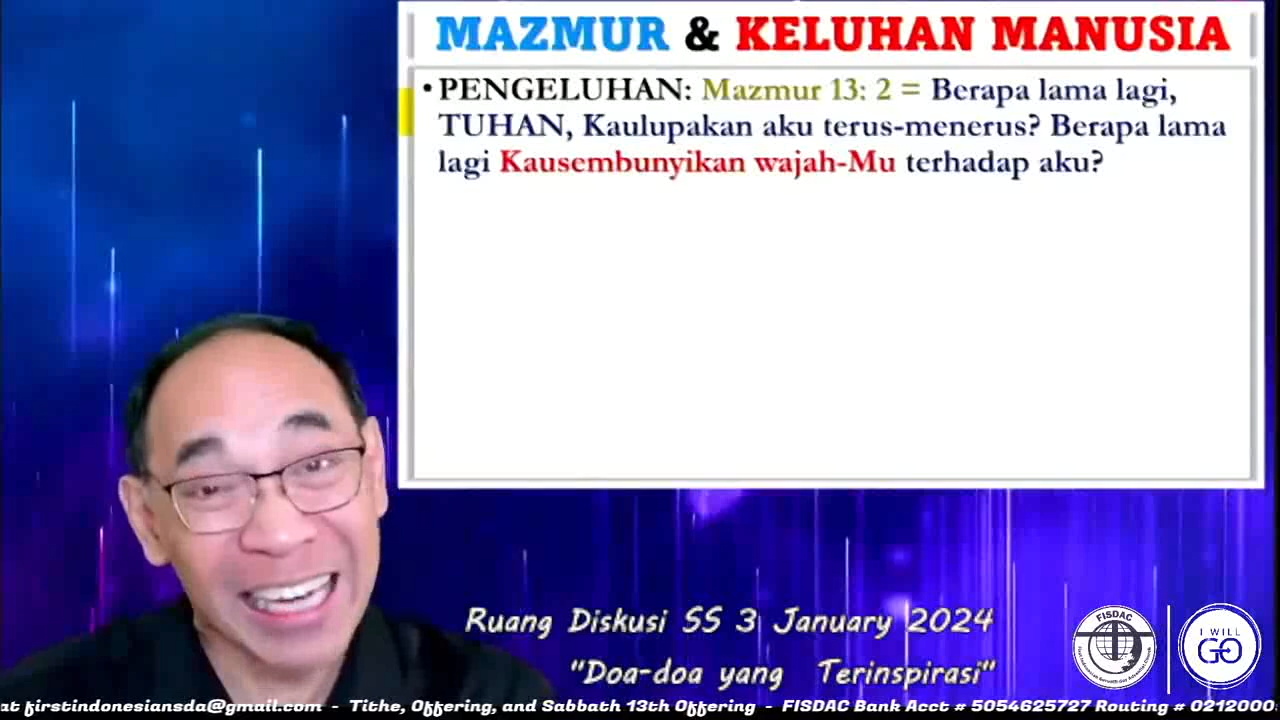 MAZMUR & KELUHAN MANUSIA
•PENGELUHAN: Mazmur 13: 2 = Berapa lama lagi,
TUHAN, Kaulupakan aku terus-menerus? Berapa lama
lagi Kausembunyikan wajah-Mu terhadap aku?
Ruang Diskusi SS 3 January 2024
"Doa-doa yang Terinspirasi"
FISDAC
I WILL
GO
at firstindonesiansda@gmail.com - Tithe, Offering, and Sabbath 13th Offering - FISDAC Bank Acct # 5054625727 Routing # 0212000